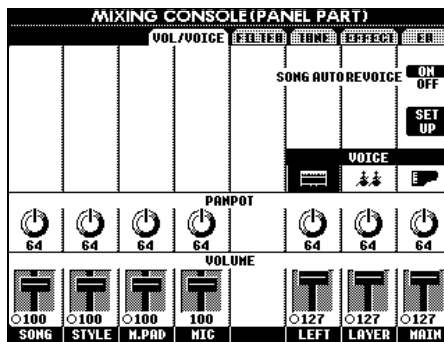 MIXING CONSOLE(PANEL PART)
VOL/VOICE FILTER TUNE EFFECT EQ
SONG AUTO REVOICE ON
OFF
SET
UP
VOICE
PANPOT
64 64 64 64 64 64 64
VOLUME
100 100 100 100 127 127 127
SONG STYLE M.PAD MIC LEFT LAYER MAIN